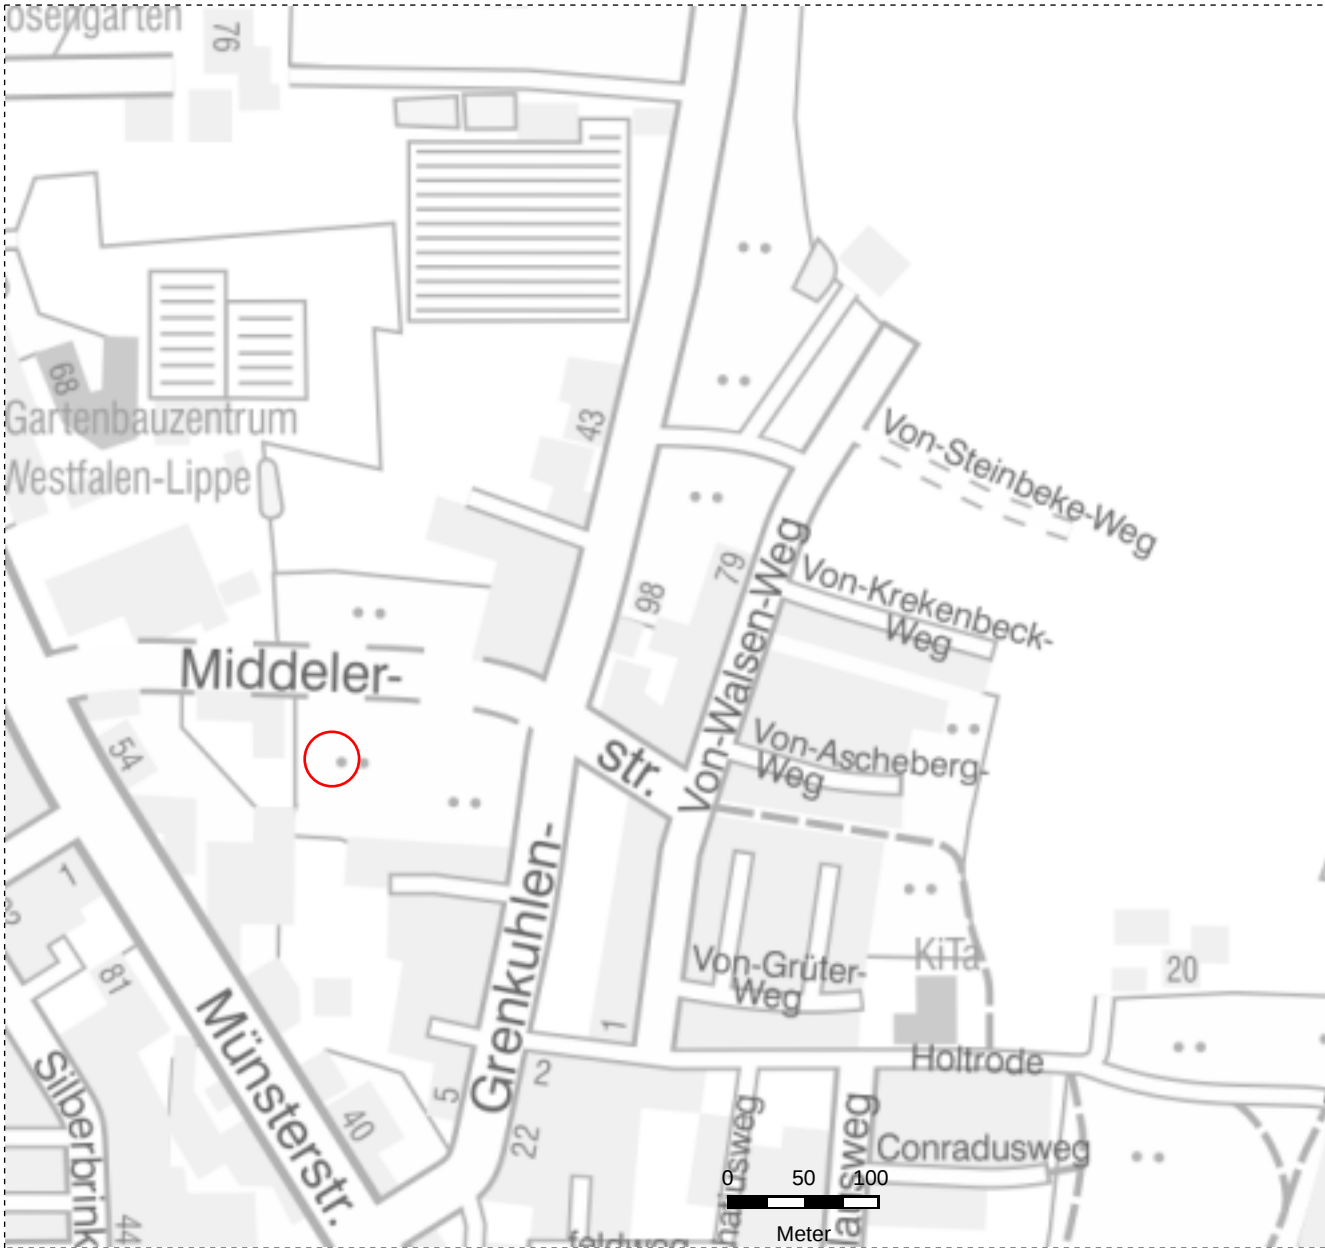 osengarten
76
68
Gartenbauzentrum
Westfalen-Lippe
43
Von-Steinbeke-Weg
Von-Krekenbeck-
Weg
79
98
Von-Walsen-Weg
Middeler-
str.
54
Von-Ascheberg-
Weg
1
81
Grenkuhlen-
Von-Grüter-
Weg
KiTa
20
1
Holtrode
Münsterstr.
Silberbrink
5
2
40
22
Conradusweg
44
0 50 100
Meter
feldweg